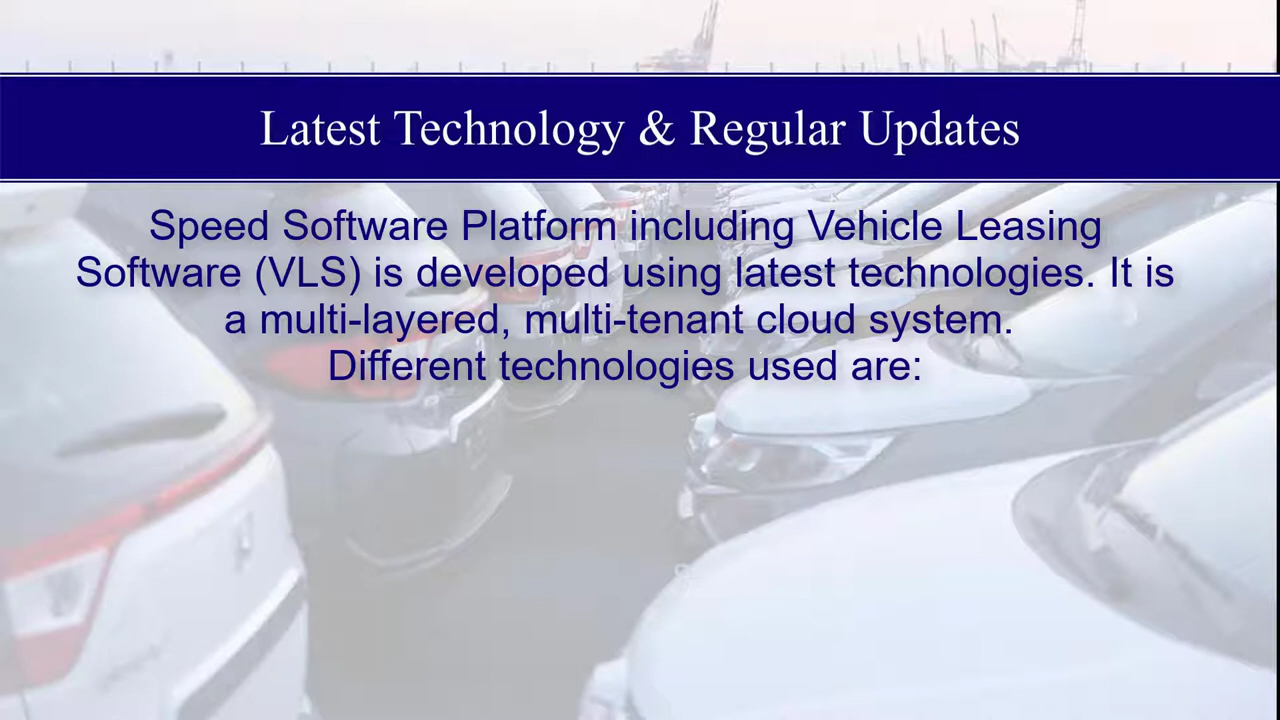 Latest Technology & Regular Updates
Speed Software Platform including Vehicle Leasing
Software (VLS) is developed using latest technologies. It is
a multi-layered, multi-tenant cloud system.
Different technologies used are: